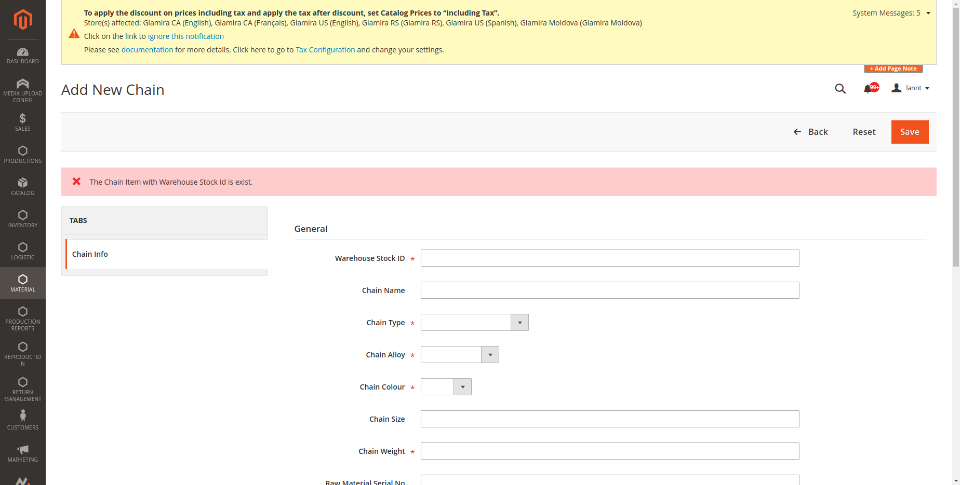 To apply the discount on prices including tax and apply the tax after discount, set Catalog Prices to "Including Tax".
Store(s) affected: Glamira CA (English), Glamira CA (Français), Glamira US (English), Glamira RS (Glamira RS), Glamira US (Spanish), Glamira Moldova (Glamira Moldova)
Click on the link to ignore this notification
Please see documentation for more details. Click here to go to Tax Configuration and change your settings.
System Messages: 5
+ Add Page Note
Add New Chain
99+
lannt
Back
Reset
Save
The Chain Item with Warehouse Stock Id is exist.
DASHBOARD
MEDIA UPLOAD
CONFIG
SALES
PRODUCTIONS
CATALOG
INVENTORY
LOGISTIC
MATERIAL
PRODUCTION
REPORTS
REPRODUCTIO
N
RETURN
MANAGEMENT
CUSTOMERS
MARKETING
TABS
Chain Info
General
Warehouse Stock ID *
Chain Name
Chain Type *
Chain Alloy *
Chain Colour *
Chain Size
Chain Weight *
Raw Material Serial No